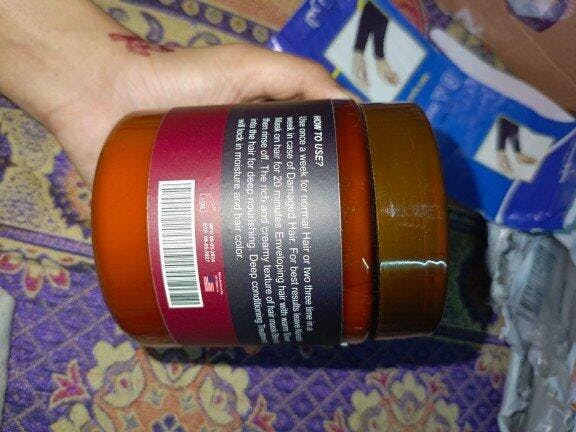 HOW TO USE?
Use once a week for normal Hair or two three time in a
week in case of Damaged Hair. For best results leave
Mask on hair for 20 minutes Enveloping hair with warm
then rinse off. The rich and creamy texture of hair mask
into the hair for deep nourishing. Deep conditioning
will lock in moisture and hair color.